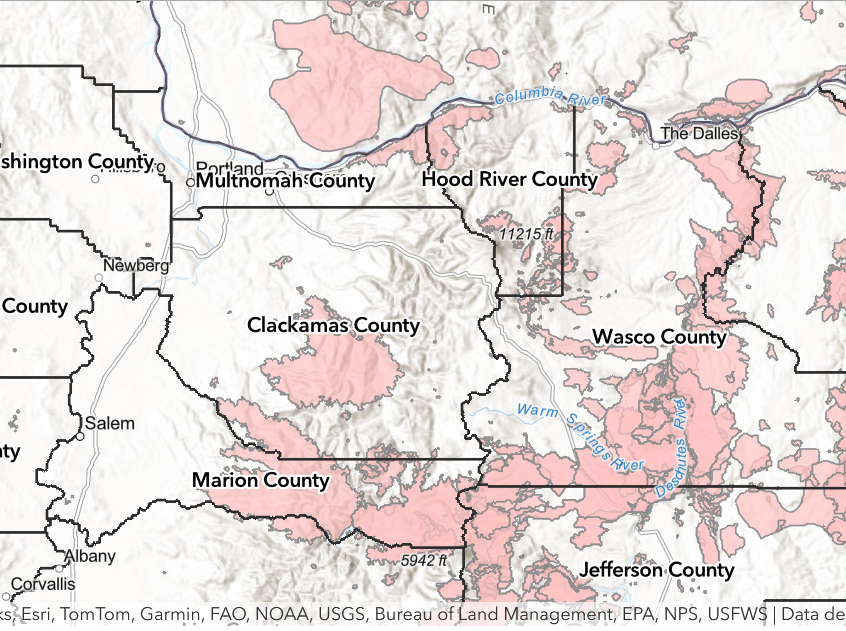 Columbia River
The Dalles
shington County
Hillsboro
Portland
Multnomah County
Hood River County
11215 ft
Newberg
County
Clackamas County
Wasco County
Warm Springs River
Deschutes River
Salem
nty
Marion County
Albany
5942 ft
Jefferson County
Corvallis
ks, Esri, TomTom, Garmin, FAO, NOAA, USGS, Bureau of Land Management, EPA, NPS, USFWS | Data de